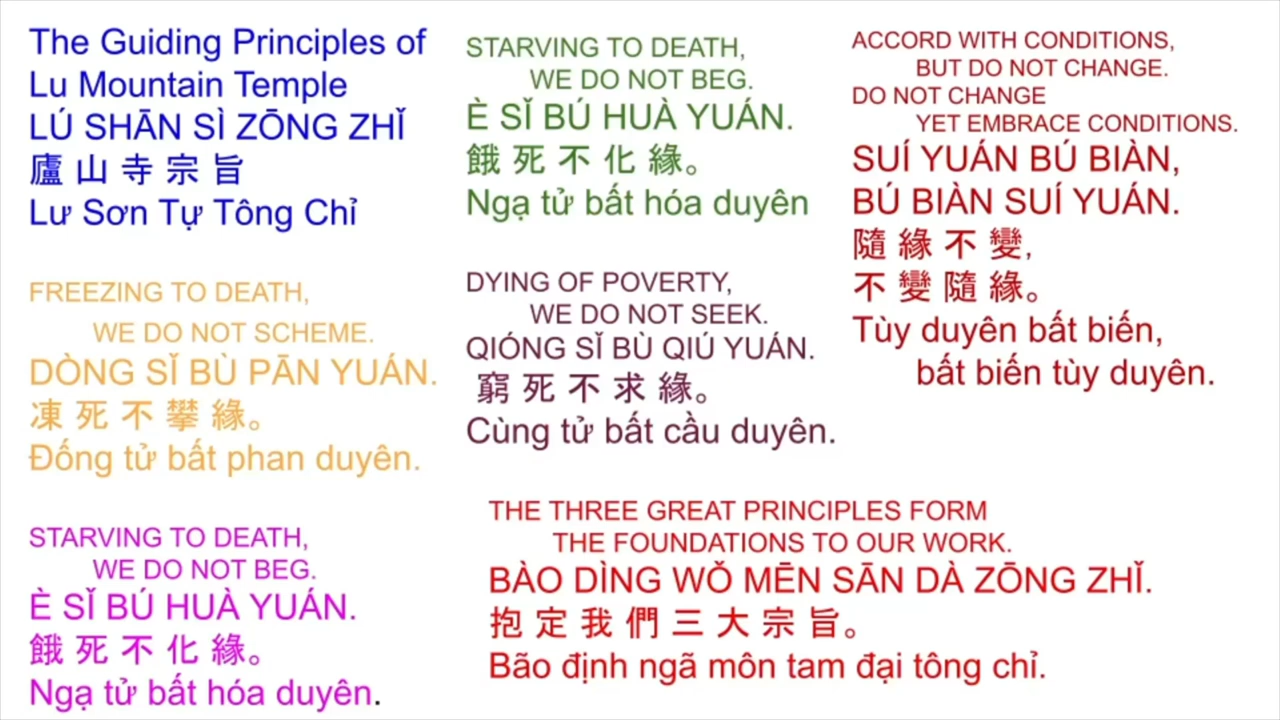 The Guiding Principles of
Lu Mountain Temple
LÚ SHĀN SÌ ZŌNG ZHǏ
廬 山 寺 宗 旨
Lư Sơn Tự Tông Chỉ
FREEZING TO DEATH,
WE DO NOT SCHEME.
DÒNG SǏ BÙ PĀN YUÁN.
凍 死 不 攀 緣。
Đống tử bất phan duyên.
STARVING TO DEATH,
WE DO NOT BEG.
È SǏ BÚ HUÀ YUÁN.
餓 死 不 化 緣。
Ngạ tử bất hóa duyên.
STARVING TO DEATH,
WE DO NOT BEG.
È SǏ BÚ HUÀ YUÁN.
餓 死 不 化 緣。
Ngạ tử bất hóa duyên
DYING OF POVERTY,
WE DO NOT SEEK.
QIÓNG SǏ BÙ QIÚ YUÁN.
窮 死 不 求 緣。
Cùng tử bất cầu duyên.
ACCORD WITH CONDITIONS,
BUT DO NOT CHANGE.
DO NOT CHANGE
YET EMBRACE CONDITIONS.
SUÍ YUÁN BÚ BIÀN,
BÚ BIÀN SUÍ YUÁN.
隨 緣 不 變,
不 變 隨 緣。
Tùy duyên bất biến,
bất biến tùy duyên.
THE THREE GREAT PRINCIPLES FORM
THE FOUNDATIONS TO OUR WORK.
BÀO DÌNG WǑ MĒN SĀN DÀ ZŌNG ZHǏ.
抱 定 我 們 三 大 宗 旨。
Bão định ngã môn tam đại tông chỉ.